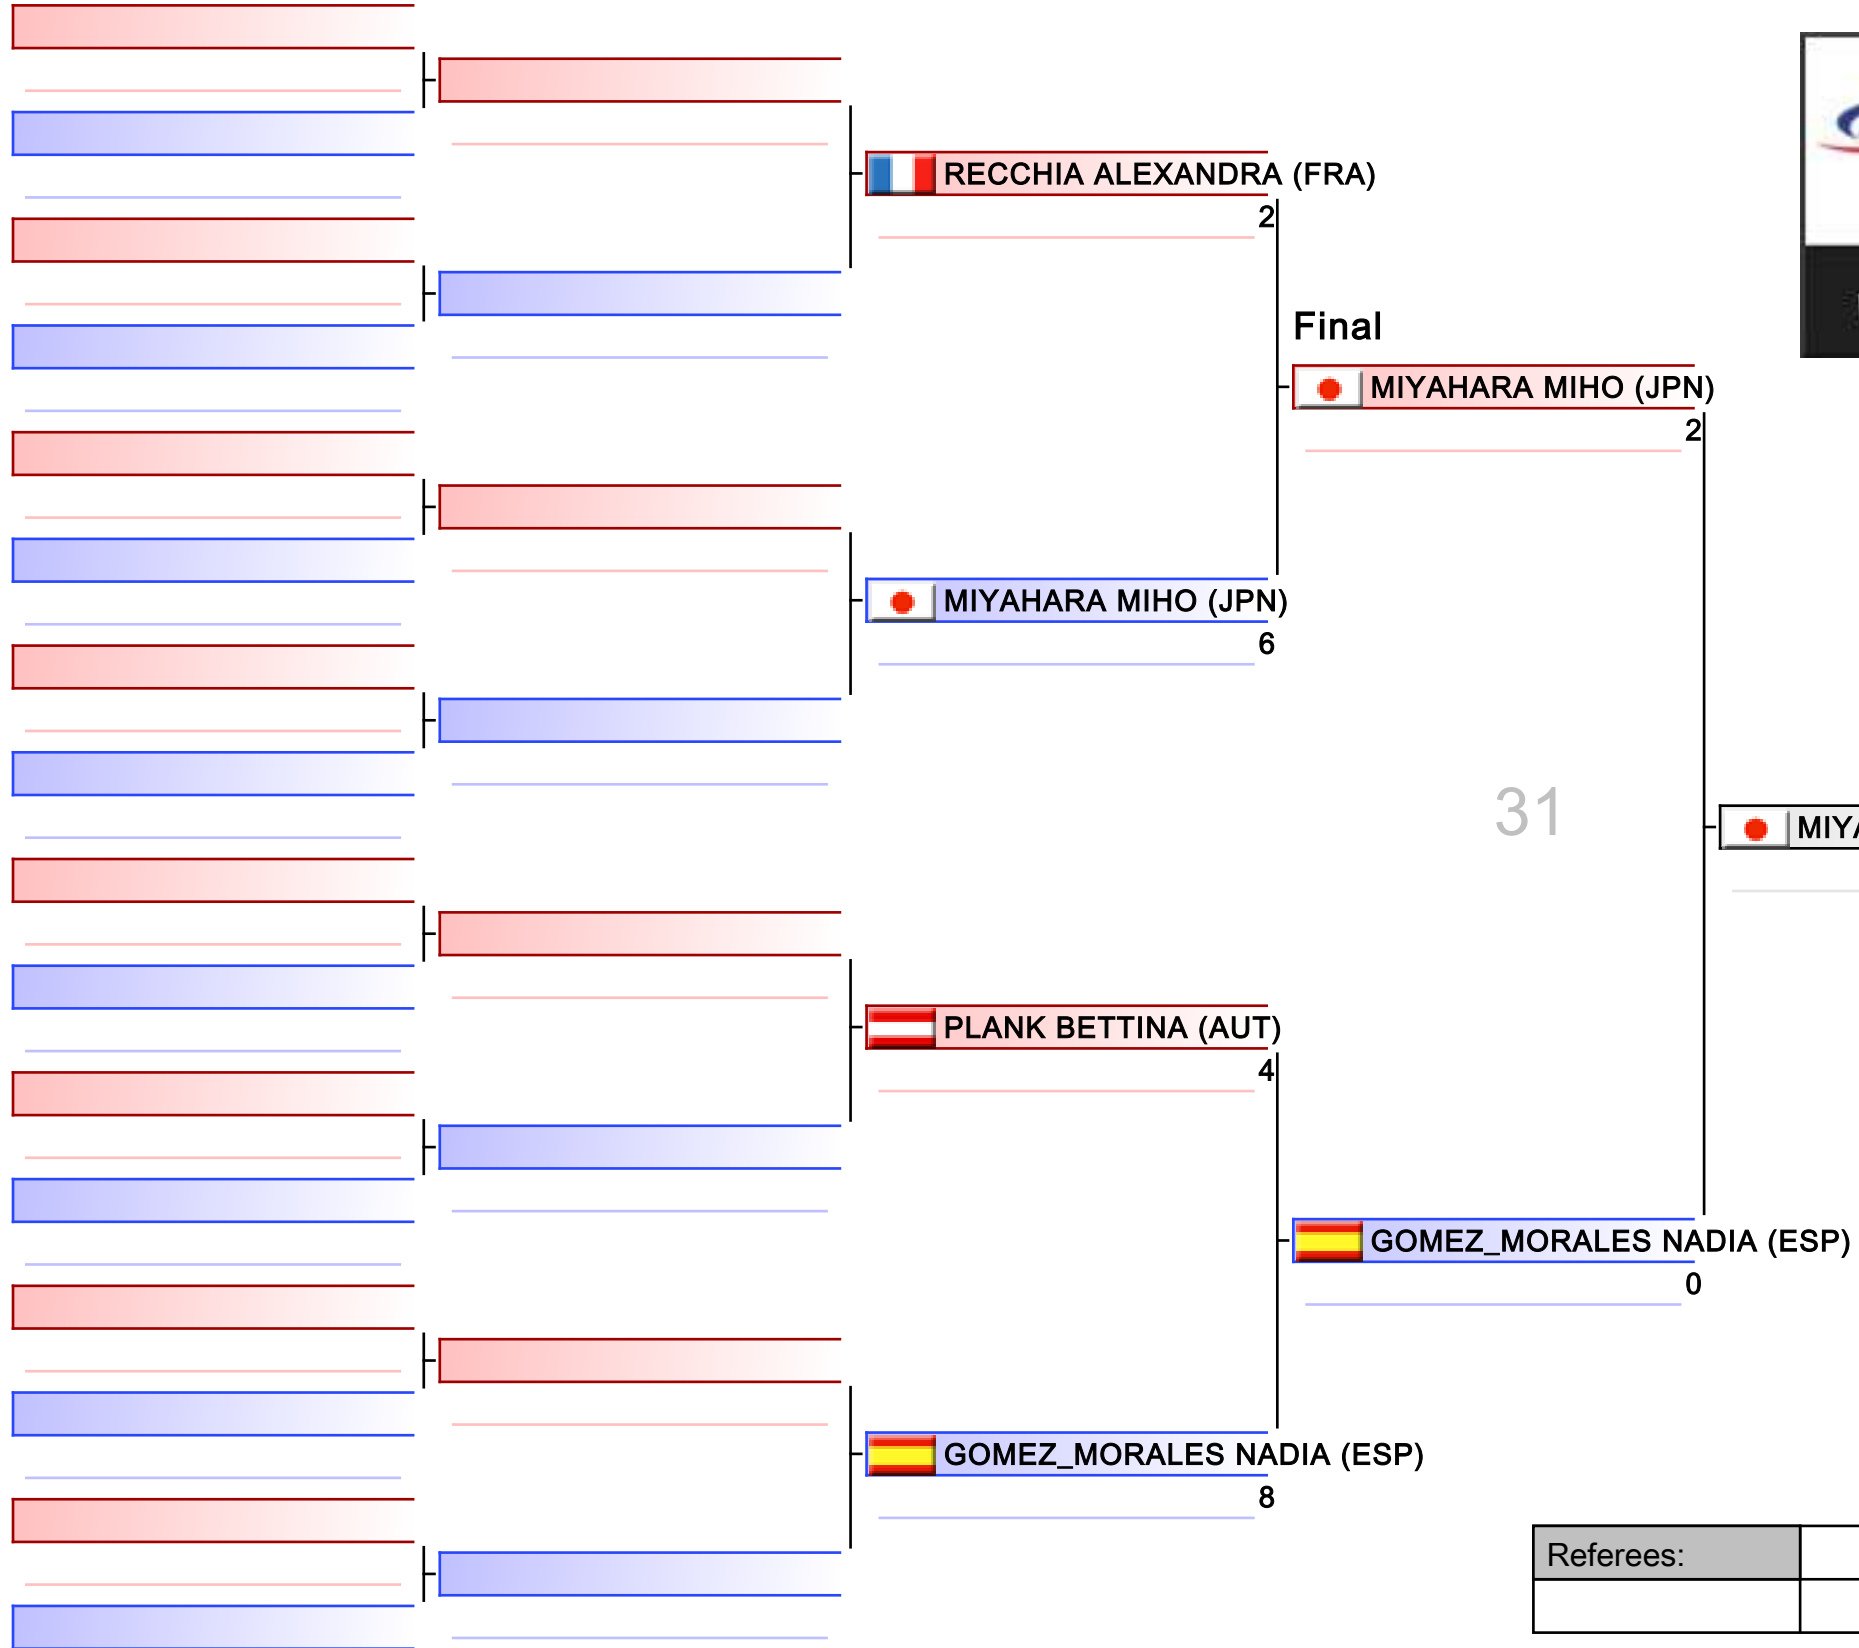 RECCHIA ALEXANDRA (FRA)
2
Final
MIYAHARA MIHO (JPN)
2
MIYAHARA MIHO (JPN)
6
31
PLANK BETTINA (AUT)
4
GOMEZ_MORALES NADIA (ESP)
0
GOMEZ_MORALES NADIA (ESP)
8
Referees: